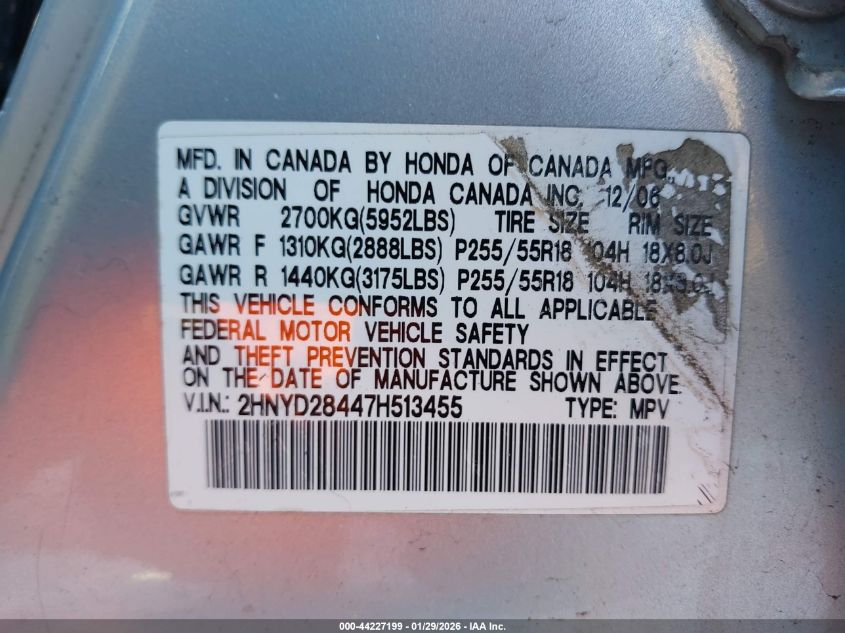 MFD. IN CANADA BY HONDA OF CANADA MFG.,
A DIVISION OF HONDA CANADA INC. 12/06
GVWR 2700KG(5952LBS) TIRE SIZE RIM SIZE
GAWR F 1310KG(2888LBS) P255/55R18 104H 18X8.0J
GAWR R 1440KG(3175LBS) P255/55R18 104H 18X8.0J
THIS VEHICLE CONFORMS TO ALL APPLICABLE
FEDERAL MOTOR VEHICLE SAFETY
AND THEFT PREVENTION STANDARDS IN EFFECT
ON THE DATE OF MANUFACTURE SHOWN ABOVE.
V.I.N.: 2HNYD28447H513455 TYPE: MPV
000-44227199 - 01/29/2026 - IAA Inc.